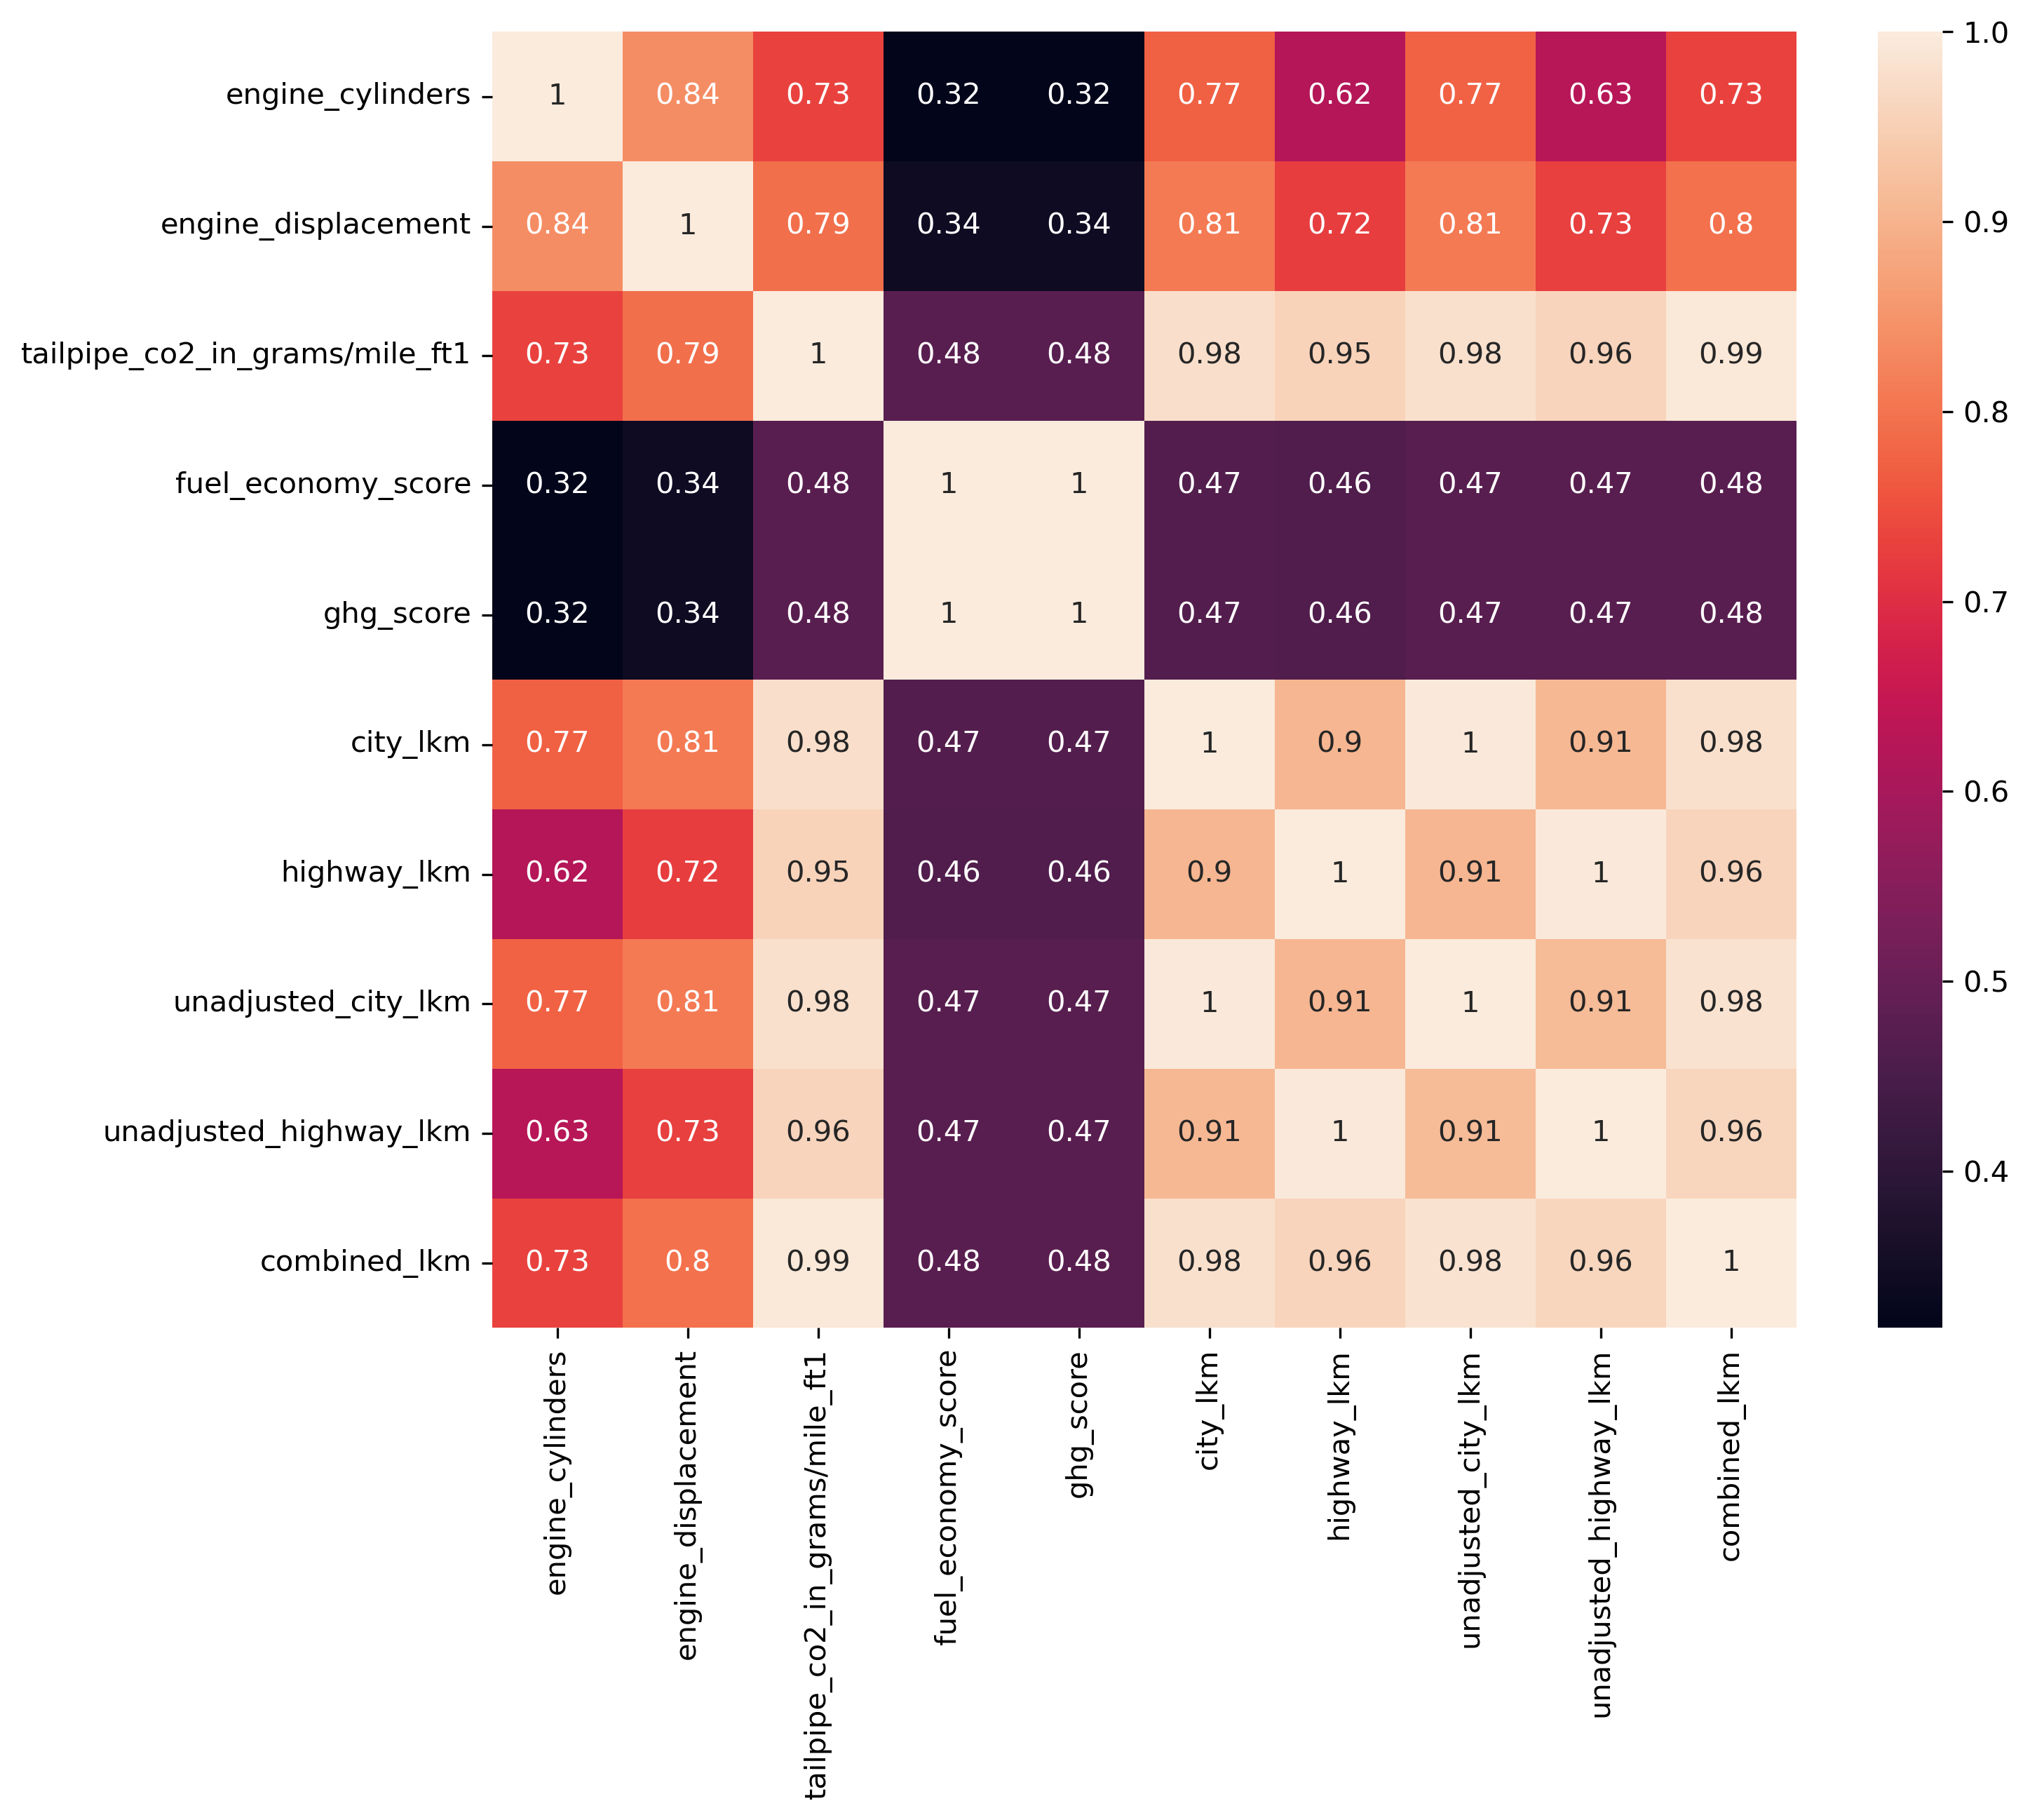 engine_cylinders 1 0.84 0.73 0.32 0.32 0.77 0.62 0.77 0.63 0.73
engine_displacement 0.84 1 0.79 0.34 0.34 0.81 0.72 0.81 0.73 0.8
tailpipe_co2_in_grams/mile_ft1 0.73 0.79 1 0.48 0.48 0.98 0.95 0.98 0.96 0.99
fuel_economy_score 0.32 0.34 0.48 1 1 0.47 0.46 0.47 0.47 0.48
ghg_score 0.32 0.34 0.48 1 1 0.47 0.46 0.47 0.47 0.48
city_lkm 0.77 0.81 0.98 0.47 0.47 1 0.9 1 0.91 0.98
highway_lkm 0.62 0.72 0.95 0.46 0.46 0.9 1 0.91 1 0.96
unadjusted_city_lkm 0.77 0.81 0.98 0.47 0.47 1 0.91 1 0.91 0.98
unadjusted_highway_lkm 0.63 0.73 0.96 0.47 0.47 0.91 1 0.91 1 0.96
combined_lkm 0.73 0.8 0.99 0.48 0.48 0.98 0.96 0.98 0.96 1
engine_cylinders
engine_displacement
tailpipe_co2_in_grams/mile_ft1
fuel_economy_score
ghg_score
city_lkm
highway_lkm
unadjusted_city_lkm
unadjusted_highway_lkm
combined_lkm
1.0
0.9
0.8
0.7
0.6
0.5
0.4